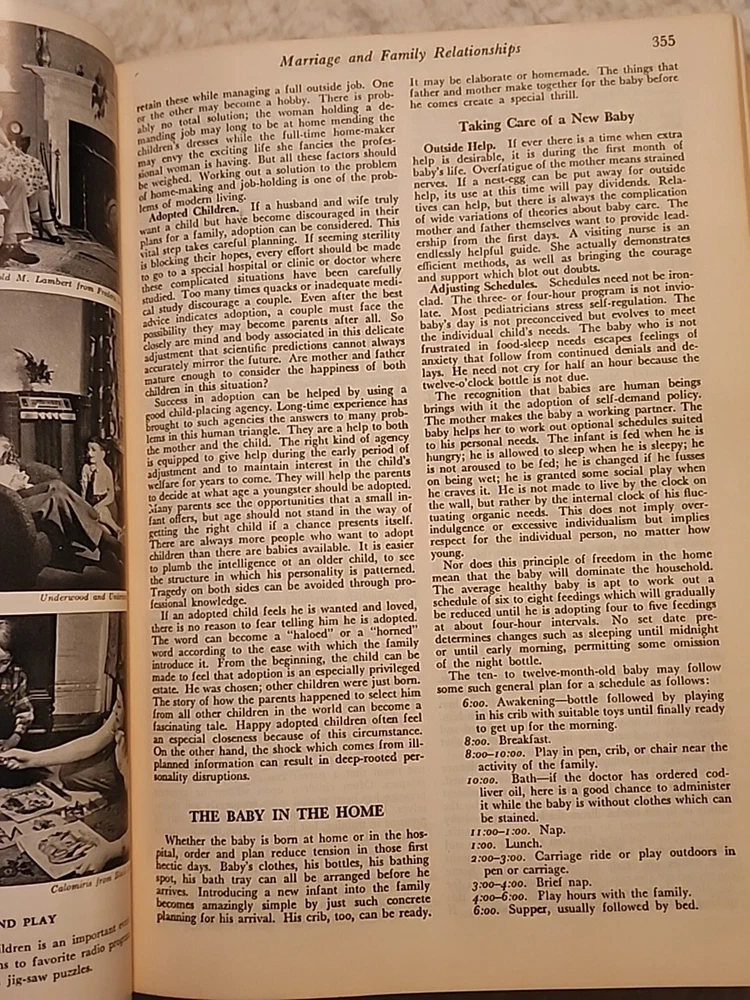 Marriage and Family Relationships
355
retain these while managing a full outside job. One
or the other may become a hobby. There is prob-
ably no total solution; the woman holding a de-
manding job may long to be at home mending the
children's dresses while the full-time home-maker
may envy the exciting life she fancies the profes-
sional woman is having. But all these factors should
be weighed. Working out a solution to the problem
of home-making and job-holding is one of the prob-
lems of modern living.
Adopted Children. If a husband and wife truly
want a child but have become discouraged in their
plans for a family, adoption can be considered. This
vital step takes careful planning. If seeming sterility
is blocking their hopes, every effort should be made
to go to a special hospital or clinic or doctor where
these complicated situations have been carefully
studied. Too many times quacks or inadequate medi-
cal study discourage a couple. Even after the best
advice indicates adoption, a couple must face the
possibility they may become parents after all. So
closely are mind and body associated in this delicate
adjustment that scientific predictions cannot always
accurately mirror the future. Are mother and father
mature enough to consider the happiness of both
children in this situation?
Success in adoption can be helped by using a
good child-placing agency. Long-time experience has
brought to such agencies the answers to many prob-
lems in this human triangle. They are a help to both
the mother and the child. The right kind of agency
is equipped to give help during the early period of
adjustment and to maintain interest in the child's
welfare for years to come. They will help the parents
to decide at what age a youngster should be adopted.
Many parents see the opportunities that a small in-
fant offers, but age should not stand in the way of
getting the right child if a chance presents itself.
There are always more people who want to adopt
children than there are babies available. It is easier
to plumb the intelligence of an older child, to see
the structure in which his personality is patterned.
Tragedy on both sides can be avoided through pro-
fessional knowledge.
If an adopted child feels he is wanted and loved,
there is no reason to fear telling him he is adopted.
The word can become a "haloed" or a "horned"
word according to the ease with which the family
introduce it. From the beginning, the child can be
made to feel that adoption is an especially privileged
estate. He was chosen; other children were just born.
The story of how the parents happened to select him
from all other children in the world can become a
fascinating tale. Happy adopted children often feel
an especial closeness because of this circumstance.
On the other hand, the shock which comes from ill-
planned information can result in deep-rooted per-
sonality disruptions.
THE BABY IN THE HOME
Whether the baby is born at home or in the hos-
pital, order and plan reduce tension in those first
hectic days. Baby's clothes, his bottles, his bathing
spot, his bath tray can all be arranged before he
arrives. Introducing a new infant into the family
becomes amazingly simple by just such concrete
planning for his arrival. His crib, too, can be ready.
It may be elaborate or homemade. The things that
father and mother make together for the baby before
he comes create a special thrill.
Taking Care of a New Baby
Outside Help. If ever there is a time when extra
help is desirable, it is during the first month of
baby's life. Overfatigue of the mother means strained
nerves. If a nest-egg can be put away for outside
help, its use at this time will pay dividends. Rela-
tives can help, but there is always the complication
of wide variations of theories about baby care. The
mother and father themselves want to provide lead-
ership from the first days. A visiting nurse is an
endlessly helpful guide. She actually demonstrates
efficient methods, as well as bringing the courage
and support which blot out doubts.
Adjusting Schedules. Schedules need not be iron-
clad. The three- or four-hour program is not invio-
late. Most pediatricians stress self-regulation. The
baby's day is not preconceived but evolves to meet
the individual child's needs. The baby who is not
frustrated in food-sleep needs escapes feelings of
anxiety that follow from continued denials and de-
lays. He need not cry for half an hour because the
twelve-o'clock bottle is not due.
The recognition that babies are human beings
brings with it the adoption of self-demand policy.
The mother makes the baby a working partner. The
baby helps her to work out optional schedules suited
to his personal needs. The infant is fed when he is
hungry; he is allowed to sleep when he is sleepy; he
is not aroused to be fed; he is changed if he fusses
on being wet; he is granted some social play when
he craves it. He is not made to live by the clock on
the wall, but rather by the internal clock of his fluc-
tuating organic needs. This does not imply over-
indulgence or excessive individualism but implies
respect for the individual person, no matter how
young.
Nor does this principle of freedom in the home
mean that the baby will dominate the household.
The average healthy baby is apt to work out a
schedule of six to eight feedings which will gradually
be reduced until he is adopting four to five feedings
at about four-hour intervals. No set date pre-
determines changes such as sleeping until midnight
or until early morning, permitting some omission
of the night bottle.
The ten- to twelve-month-old baby may follow
some such general plan for a schedule as follows:
6:00. Awakening—bottle followed by playing
in his crib with suitable toys until finally ready
to get up for the morning.
8:00. Breakfast.
8:00–10:00. Play in pen, crib, or chair near the
activity of the family.
10:00. Bath—if the doctor has ordered cod-
liver oil, here is a good chance to administer
it while the baby is without clothes which can
be stained.
11:00–1:00. Nap.
1:00. Lunch.
2:00–3:00. Carriage ride or play outdoors in
pen or carriage.
3:00–4:00. Brief nap.
4:00–6:00. Play hours with the family.
6:00. Supper, usually followed by bed.
ld M. Lambert from
Underwood and
Calomiris from
ND PLAY
ildren is an important
ns to favorite radio
jig-saw puzzles.